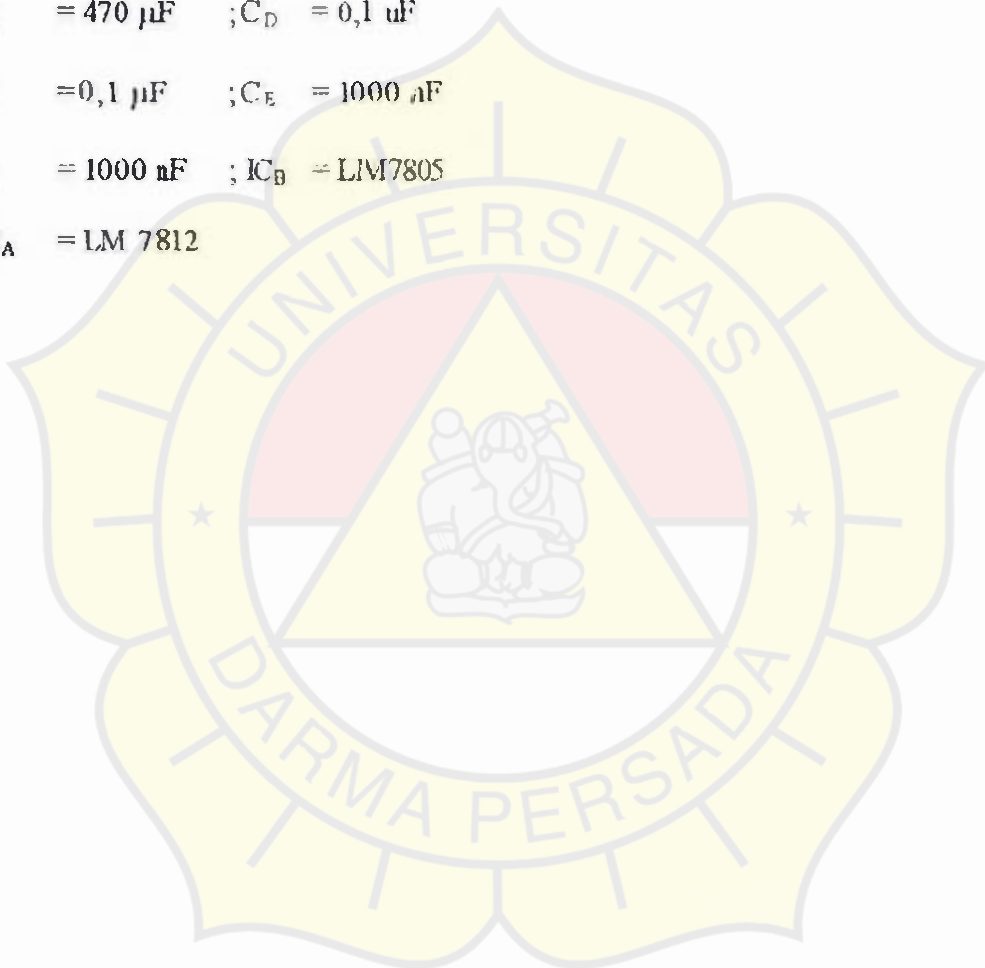 = 470 µF ; C_D = 0,1 uF
=0,1 µF ; C_E = 1000 nF
= 1000 nF ; IC_B = LM7805
A = LM 7812
UNIVERSITAS
DARMA PERSADA